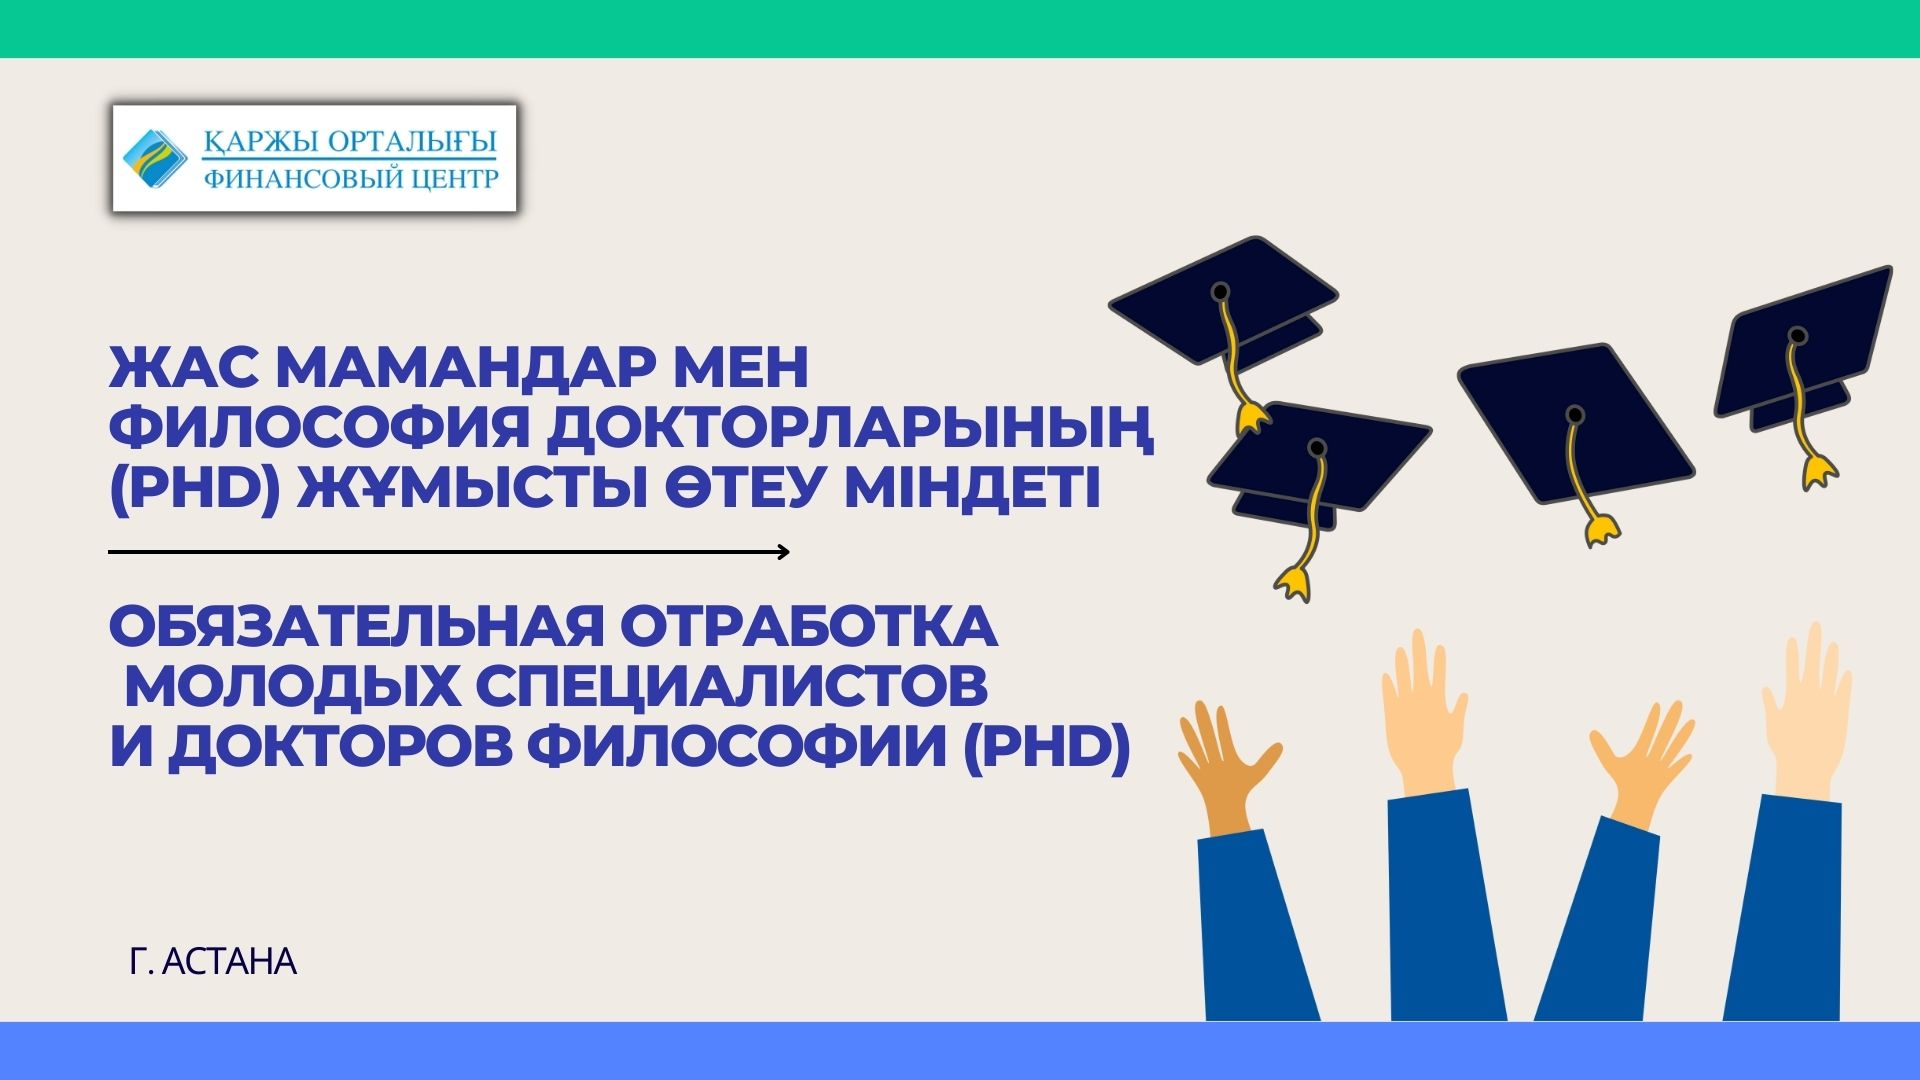 ҚАРЖЫ ОРТАЛЫҒЫ
ФИНАНСОВЫЙ ЦЕНТР
ЖАС МАМАНДАР МЕН
ФИЛОСОФИЯ ДОКТОРЛАРЫНЫҢ
(PHD) ЖҰМЫСТЫ ӨТЕУ МІНДЕТІ
ОБЯЗАТЕЛЬНАЯ ОТРАБОТКА
МОЛОДЫХ СПЕЦИАЛИСТОВ
И ДОКТОРОВ ФИЛОСОФИИ (PHD)
Г. АСТАНА